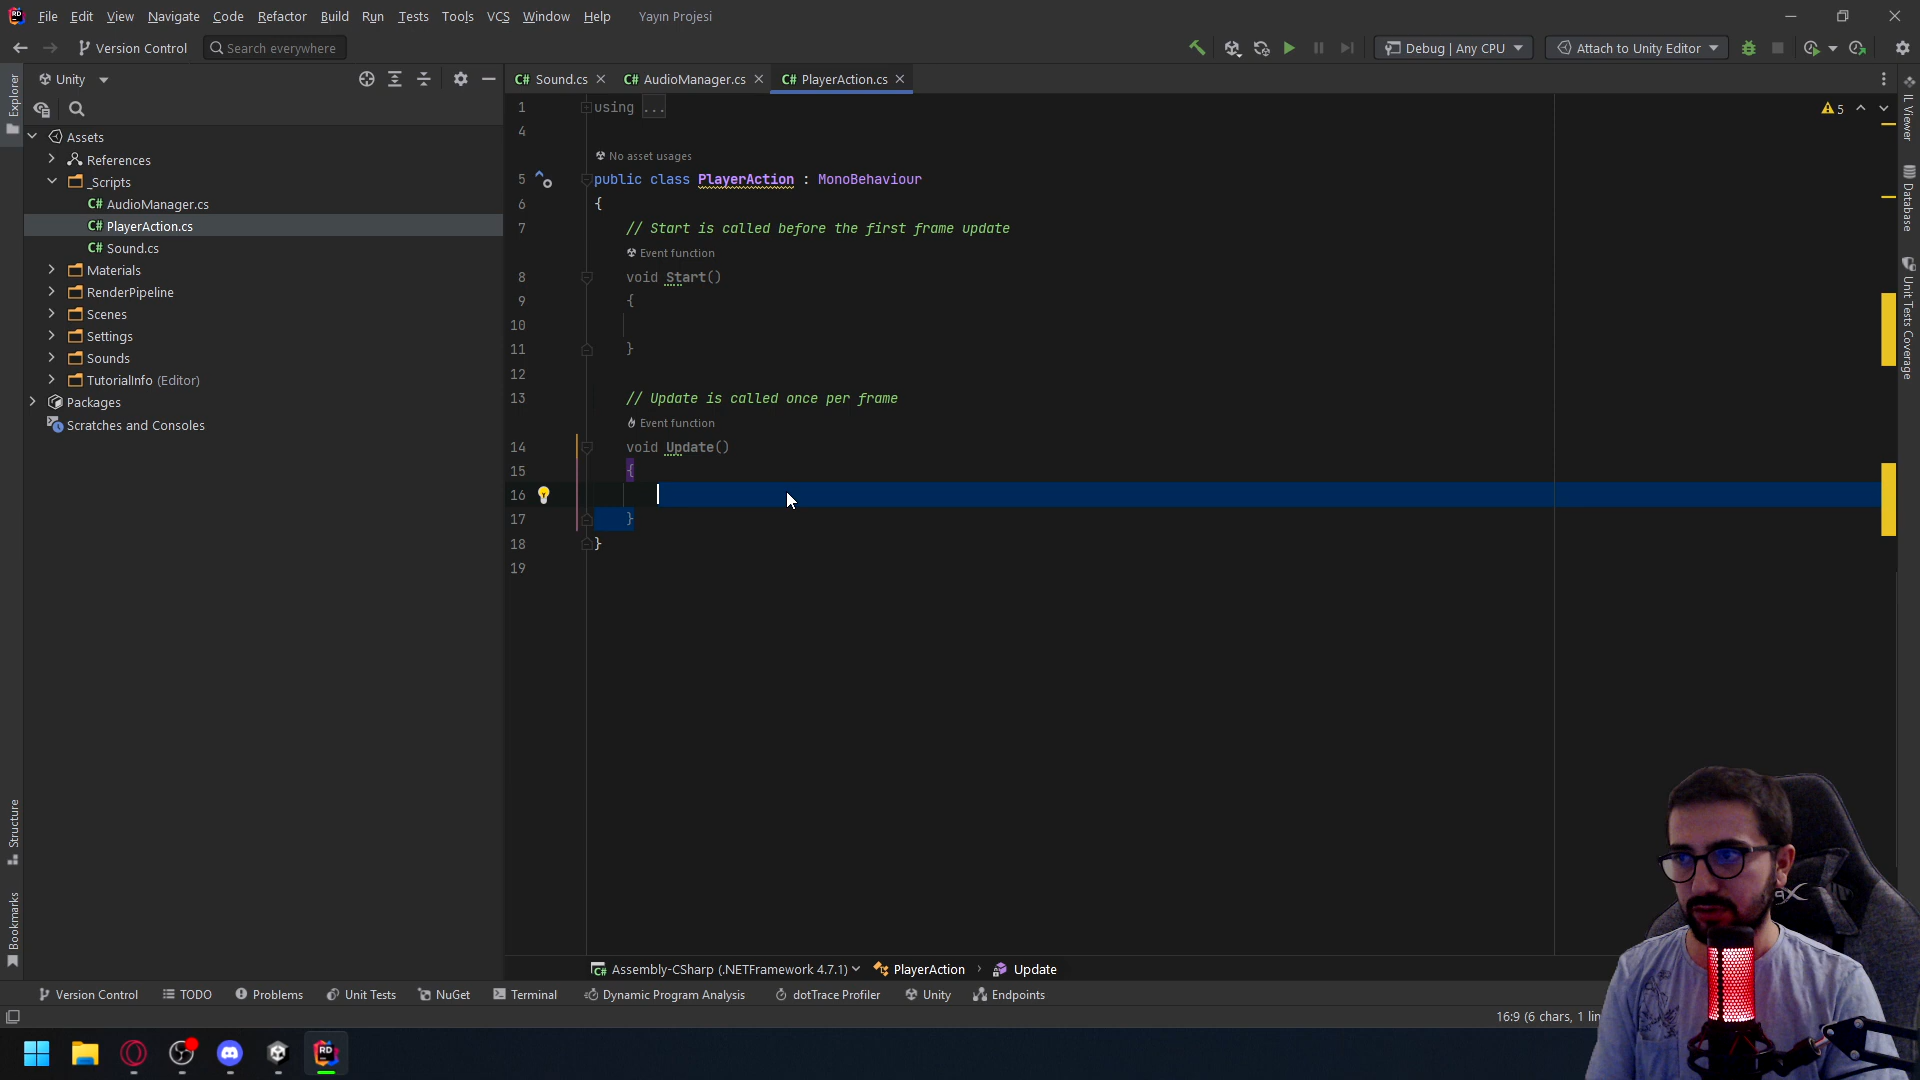 RD File Edit View Navigate Code Refactor Build Run Tests Tools VCS Window Help Yayın Projesi
Version Control Search everywhere Debug | Any CPU Attach to Unity Editor
Explorer
Unity
Assets
References
_Scripts
C# AudioManager.cs
C# PlayerAction.cs
C# Sound.cs
Materials
RenderPipeline
Scenes
Settings
Sounds
TutorialInfo (Editor)
Packages
Scratches and Consoles
Structure
Bookmarks
C# Sound.cs C# AudioManager.cs C# PlayerAction.cs
5
1 using ...
4
No asset usages
5 public class PlayerAction : MonoBehaviour
6 {
7 // Start is called before the first frame update
Event function
8 void Start()
9 {
10
11 }
12
13 // Update is called once per frame
Event function
14 void Update()
15 {
16
17 }
18 }
19
IL Viewer
Database
Unit Tests Coverage
C# Assembly-CSharp (.NETFramework 4.7.1) PlayerAction › Update
Version Control TODO Problems Unit Tests NuGet Terminal Dynamic Program Analysis dotTrace Profiler Unity Endpoints
16:9 (6 chars, 1 lin
RD